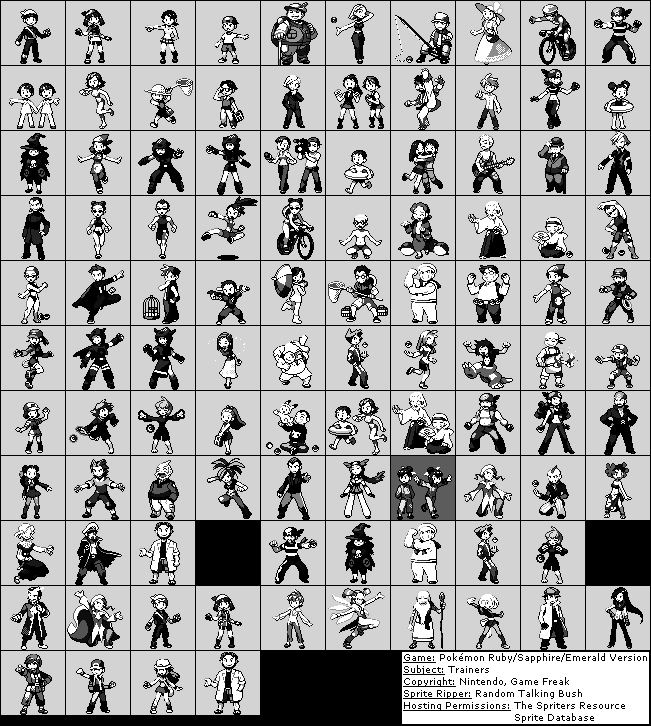 Game: Pokémon Ruby/Sapphire/Emerald Version
Subject: Trainers
Copyright: Nintendo, Game Freak
Sprite Ripper: Random Talking Bush
Hosting Permissions: The Spriters Resource
Sprite Database